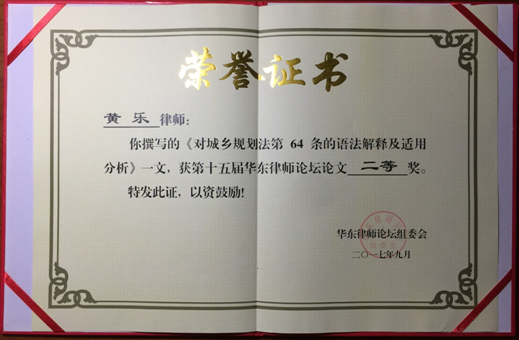 荣誉证书
黄乐律师：
你撰写的《对城乡规划法第 64 条的语法解释及适用
分析》一文，获第十五届华东律师论坛论文二等奖。
特发此证，以资鼓励！
华东律师论坛组委会
二〇一七年九月